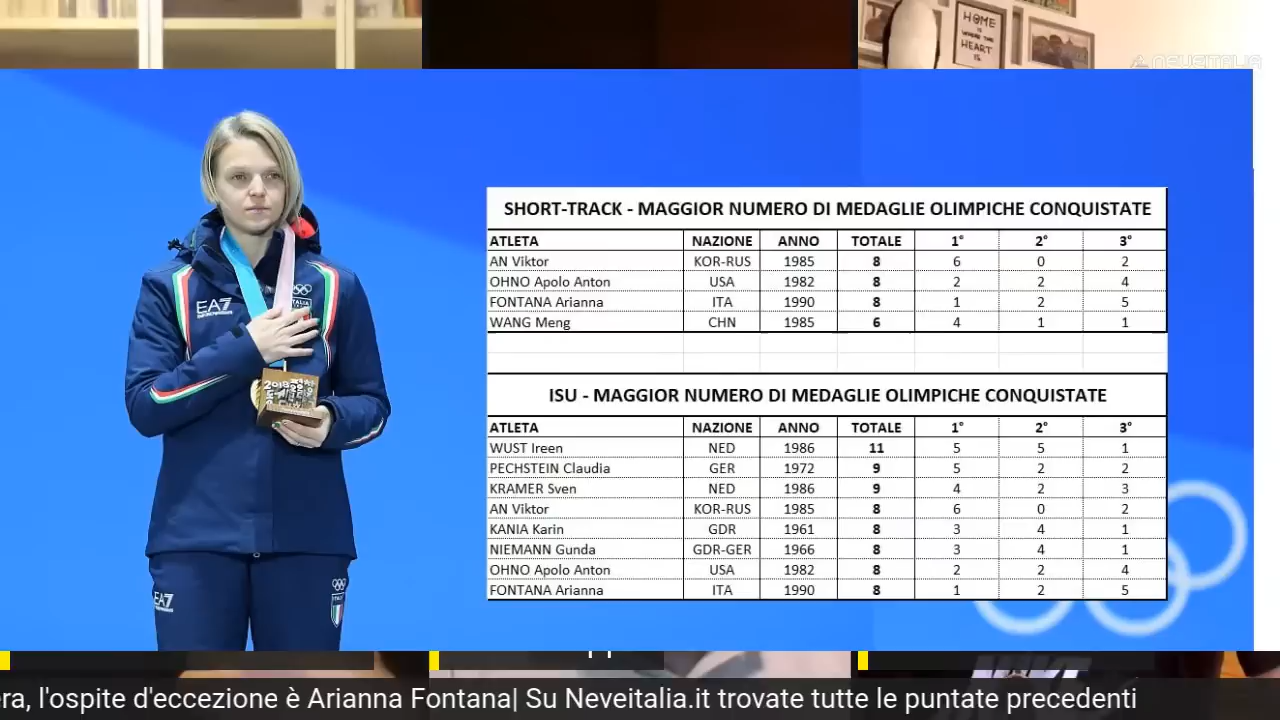 HOME
IS
WHERE THE
HEART
IS
NEVEITALIA
SHORT-TRACK - MAGGIOR NUMERO DI MEDAGLIE OLIMPICHE CONQUISTATE
ATLETA NAZIONE ANNO TOTALE 1° 2° 3°
AN Viktor KOR-RUS 1985 8 6 0 2
OHNO Apolo Anton USA 1982 8 2 2 4
FONTANA Arianna ITA 1990 8 1 2 5
WANG Meng CHN 1985 6 4 1 1
ISU - MAGGIOR NUMERO DI MEDAGLIE OLIMPICHE CONQUISTATE
ATLETA NAZIONE ANNO TOTALE 1° 2° 3°
WUST Ireen NED 1986 11 5 5 1
PECHSTEIN Claudia GER 1972 9 5 2 2
KRAMER Sven NED 1986 9 4 2 3
AN Viktor KOR-RUS 1985 8 6 0 2
KANIA Karin GDR 1961 8 3 4 1
NIEMANN Gunda GDR-GER 1966 8 3 4 1
OHNO Apolo Anton USA 1982 8 2 2 4
FONTANA Arianna ITA 1990 8 1 2 5
EA7
ITALIA
2018
EA7
era, l'ospite d'eccezione è Arianna Fontana| Su Neveitalia.it trovate tutte le puntate precedenti